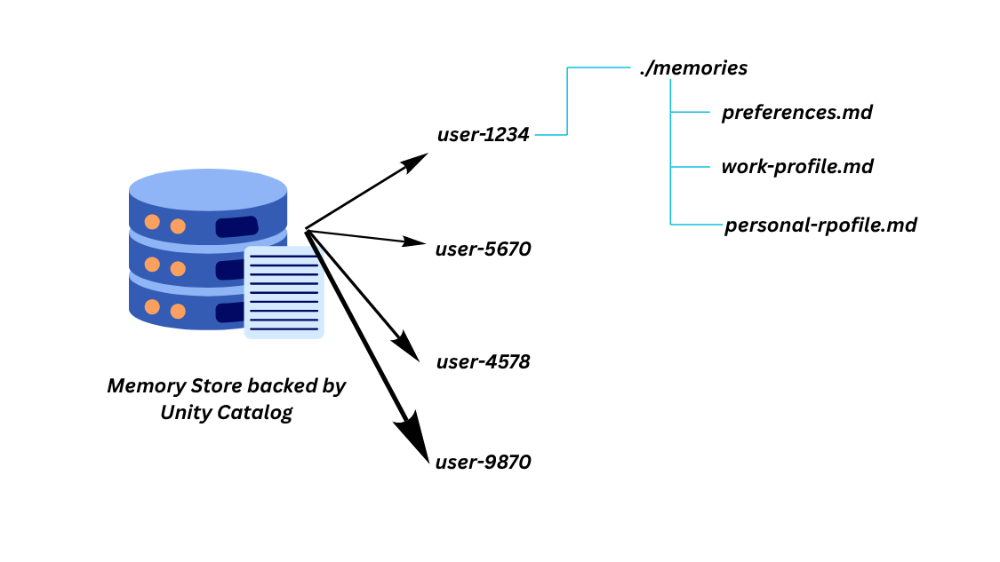 ./memories
preferences.md
user-1234
work-profile.md
personal-rpofile.md
user-5670
user-4578
Memory Store backed by
Unity Catalog
user-9870